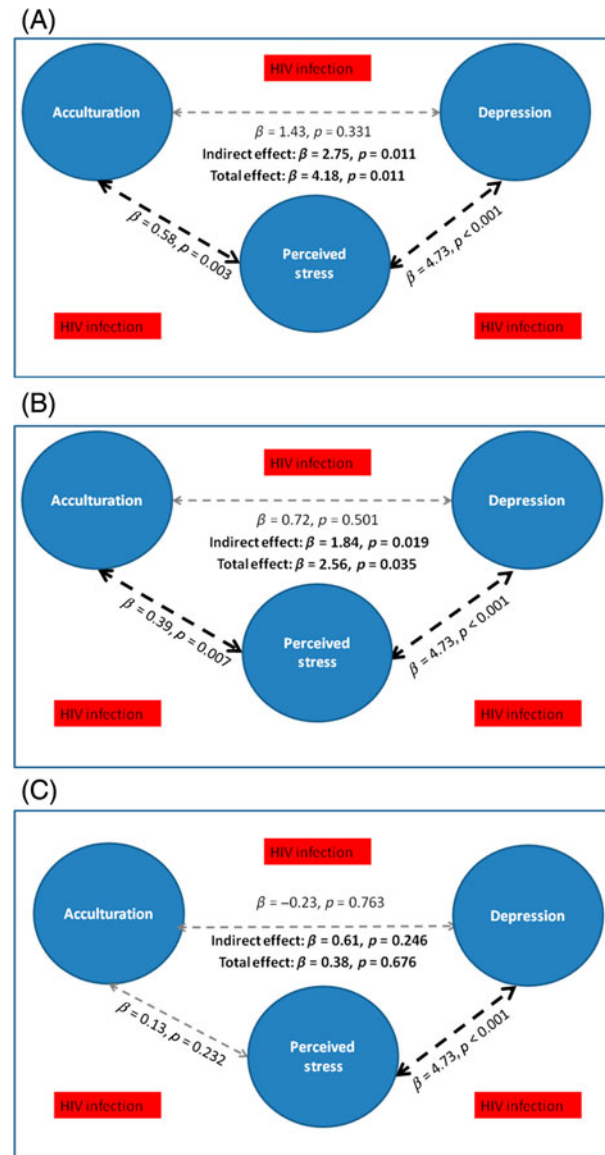 (A)
HIV infection
Acculturation
Depression
β = 1.43, p = 0.331
Indirect effect: β = 2.75, p = 0.011
Total effect: β = 4.18, p = 0.011
β = 0.58, p = 0.003
Perceived
stress
β = 4.73, p < 0.001
HIV infection
HIV infection
(B)
HIV infection
Acculturation
Depression
β = 0.72, p = 0.501
Indirect effect: β = 1.84, p = 0.019
Total effect: β = 2.56, p = 0.035
β = 0.39, p = 0.007
Perceived
stress
β = 4.73, p < 0.001
HIV infection
HIV infection
(C)
HIV infection
β = −0.23, p = 0.763
Acculturation
Depression
Indirect effect: β = 0.61, p = 0.246
Total effect: β = 0.38, p = 0.676
β = 0.13, p = 0.232
Perceived
stress
β = 4.73, p < 0.001
HIV infection
HIV infection